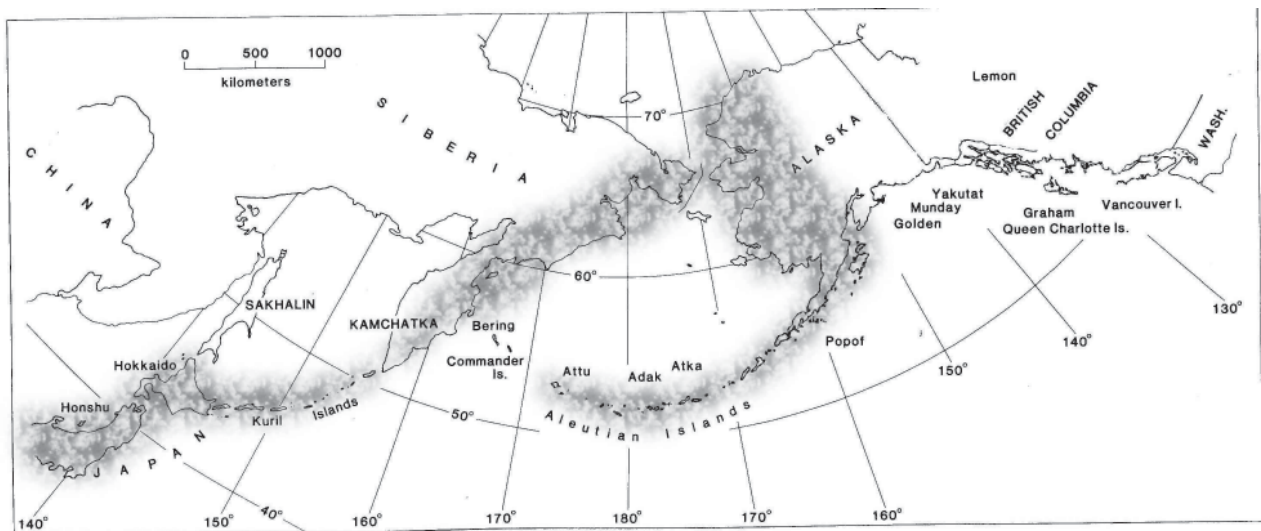 0 500 1000
kilometers
CHINA
SIBERIA
ALASKA
Lemon
BRITISH
COLUMBIA
WASH.
70°
60°
50°
40°
SAKHALIN
KAMCHATKA
Bering
Commander
Is.
Hokkaido
Honshu
JAPAN
Kuril Islands
Attu
Adak
Atka
Aleutian Islands
Popof
Yakutat
Munday
Golden
Graham
Queen Charlotte Is.
Vancouver I.
130°
140°
150°
140°
150°
160°
170°
180°
170°
160°